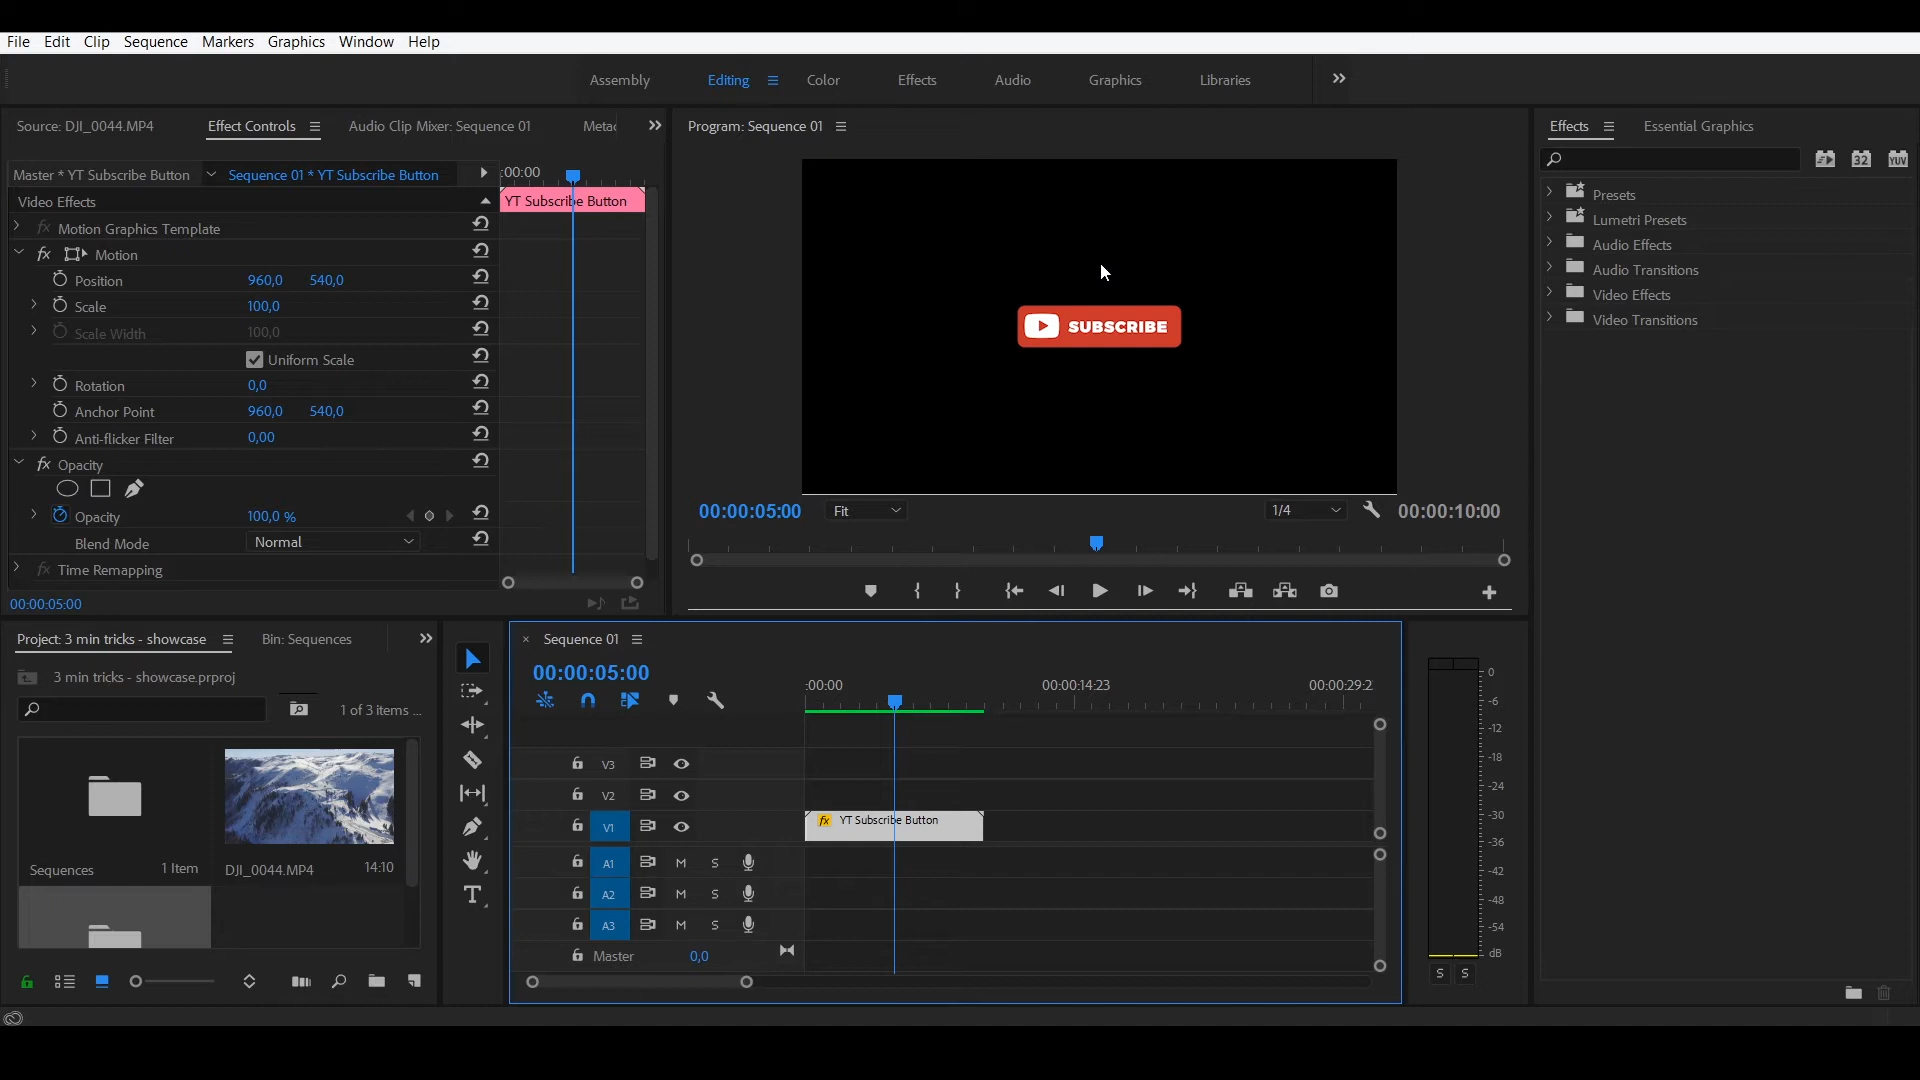 File Edit Clip Sequence Markers Graphics Window Help
Assembly Editing Color Effects Audio Graphics Libraries
Source: DJI_0044.MP4 Effect Controls Audio Clip Mixer: Sequence 01 Metad
Master * YT Subscribe Button Sequence 01 * YT Subscribe Button :00:00
Video Effects YT Subscribe Button
fx Motion Graphics Template
fx Motion
Position 960,0 540,0
Scale 100,0
Scale Width 100,0
Uniform Scale
Rotation 0,0
Anchor Point 960,0 540,0
Anti-flicker Filter 0,00
fx Opacity
Opacity 100,0 %
Blend Mode Normal
fx Time Remapping
00:00:05:00
Program: Sequence 01
SUBSCRIBE
00:00:05:00 Fit 1/4 00:00:10:00
Effects Essential Graphics
32 YUV
Presets
Lumetri Presets
Audio Effects
Audio Transitions
Video Effects
Video Transitions
Project: 3 min tricks - showcase Bin: Sequences
3 min tricks - showcase.prproj
1 of 3 items ...
Sequences 1 Item DJI_0044.MP4 14:10
T
× Sequence 01
00:00:05:00
:00:00 00:00:14:23 00:00:29:2
V3
V2
V1 fx YT Subscribe Button
A1 M S
A2 M S
A3 M S
Master 0,0
0
-6
-12
-18
-24
-30
-36
-42
-48
-54
dB
S S